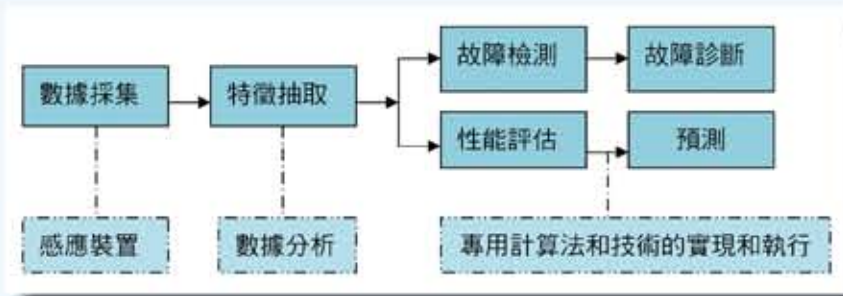 故障檢測
故障診斷
數據採集
特徵抽取
性能評估
預測
感應裝置
數據分析
專用計算法和技術的實現和執行